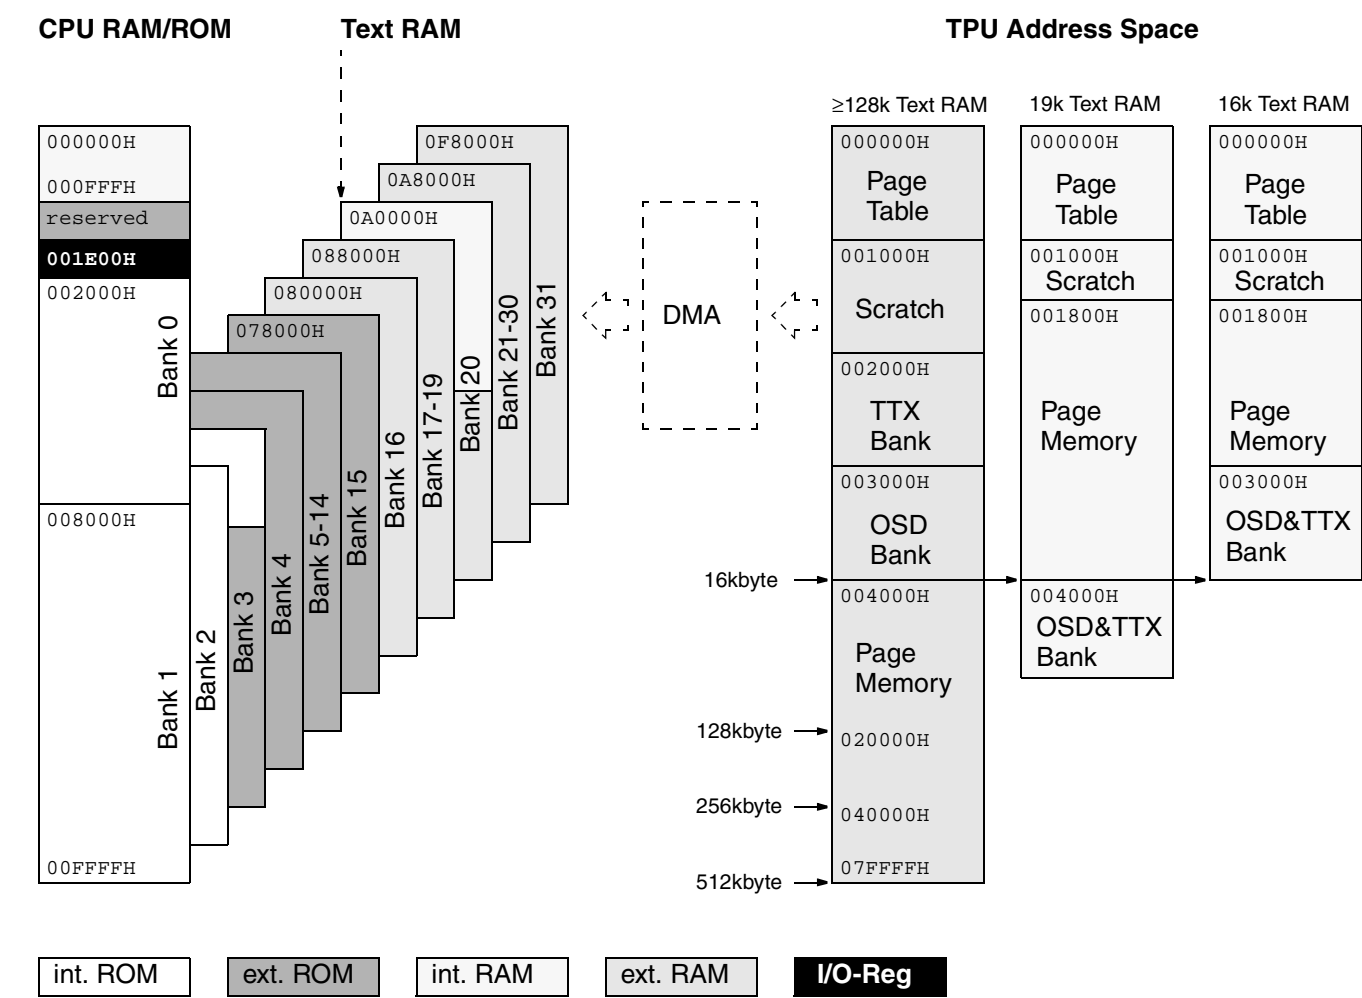 CPU RAM/ROM
Text RAM
TPU Address Space
≥128k Text RAM
19k Text RAM
16k Text RAM
000000H
000FFFH
reserved
001E00H
002000H
Bank 0
008000H
Bank 1
00FFFFH
Bank 2
Bank 3
Bank 4
Bank 5-14
078000H
Bank 15
080000H
Bank 16
088000H
Bank 17-19
0A0000H
Bank 20
0A8000H
Bank 21-30
0F8000H
Bank 31
DMA
000000H
Page
Table
001000H
Scratch
002000H
TTX
Bank
003000H
OSD
Bank
16kbyte
004000H
Page
Memory
128kbyte
020000H
256kbyte
040000H
07FFFFH
512kbyte
000000H
Page
Table
001000H
Scratch
001800H
Page
Memory
004000H
OSD&TTX
Bank
000000H
Page
Table
001000H
Scratch
001800H
Page
Memory
003000H
OSD&TTX
Bank
int. ROM
ext. ROM
int. RAM
ext. RAM
I/O-Reg